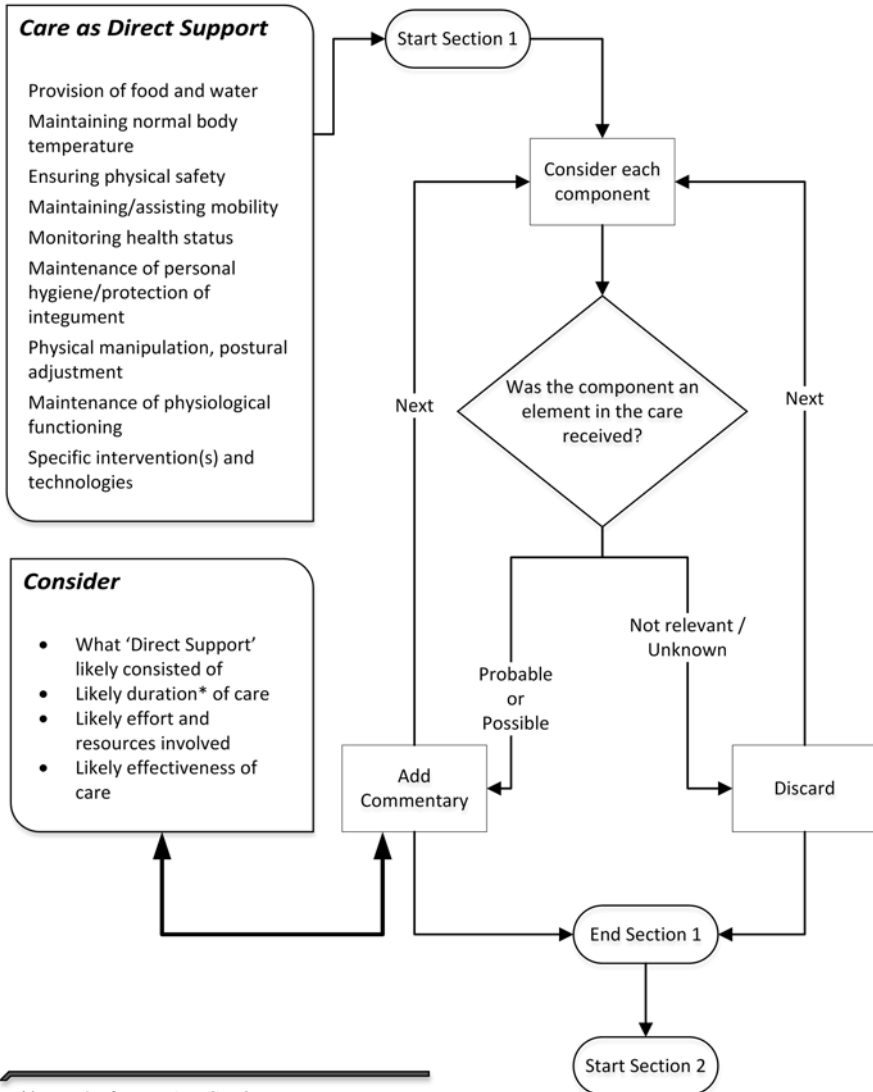 Care as Direct Support
Provision of food and water
Maintaining normal body
temperature
Ensuring physical safety
Maintaining/assisting mobility
Monitoring health status
Maintenance of personal
hygiene/protection of
integument
Physical manipulation, postural
adjustment
Maintenance of physiological
functioning
Specific intervention(s) and
technologies
Start Section 1
Consider each
component
Was the component an
element in the care
received?
Next
Next
Probable
or
Possible
Not relevant /
Unknown
Consider
• What ‘Direct Support’
likely consisted of
• Likely duration* of care
• Likely effort and
resources involved
• Likely effectiveness of
care
Add
Commentary
Discard
End Section 1
Start Section 2